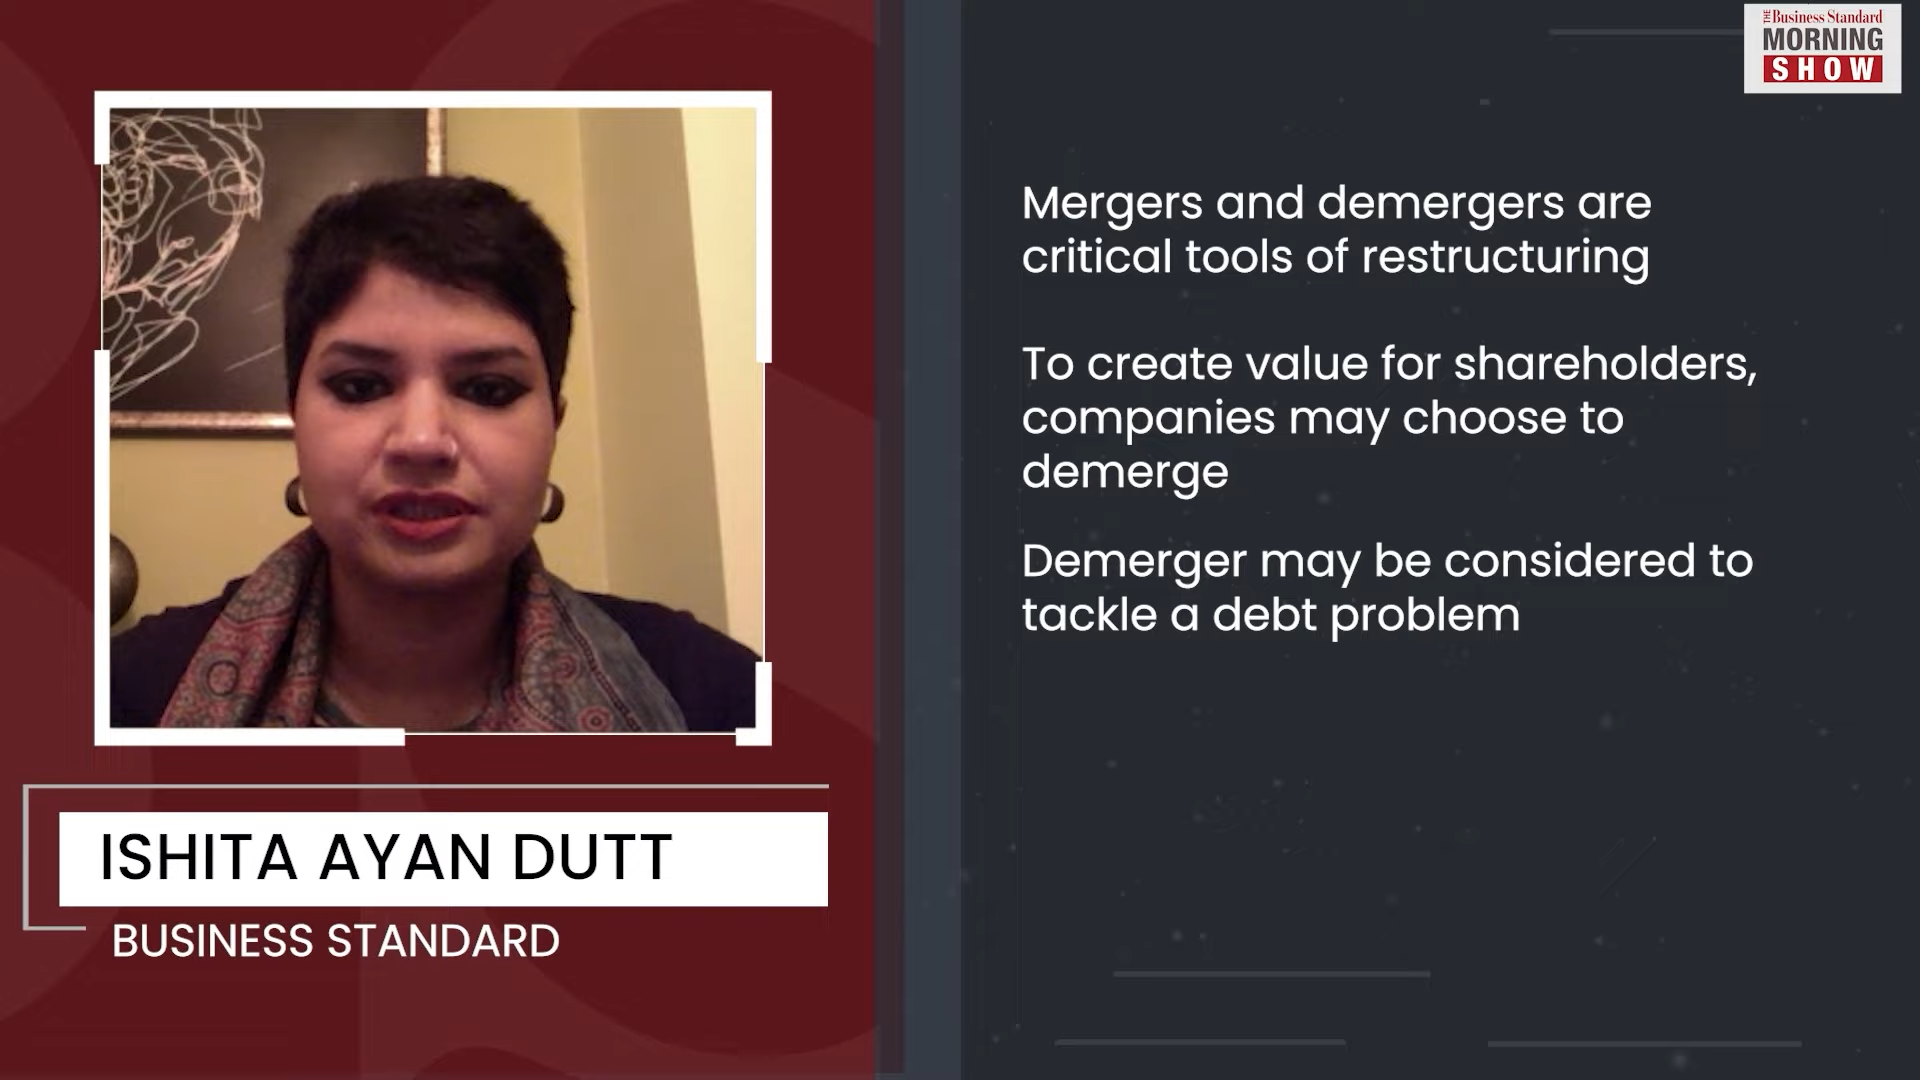 THE Business Standard
MORNING
SHOW
Mergers and demergers are
critical tools of restructuring
To create value for shareholders,
companies may choose to
demerge
Demerger may be considered to
tackle a debt problem
ISHITA AYAN DUTT
BUSINESS STANDARD